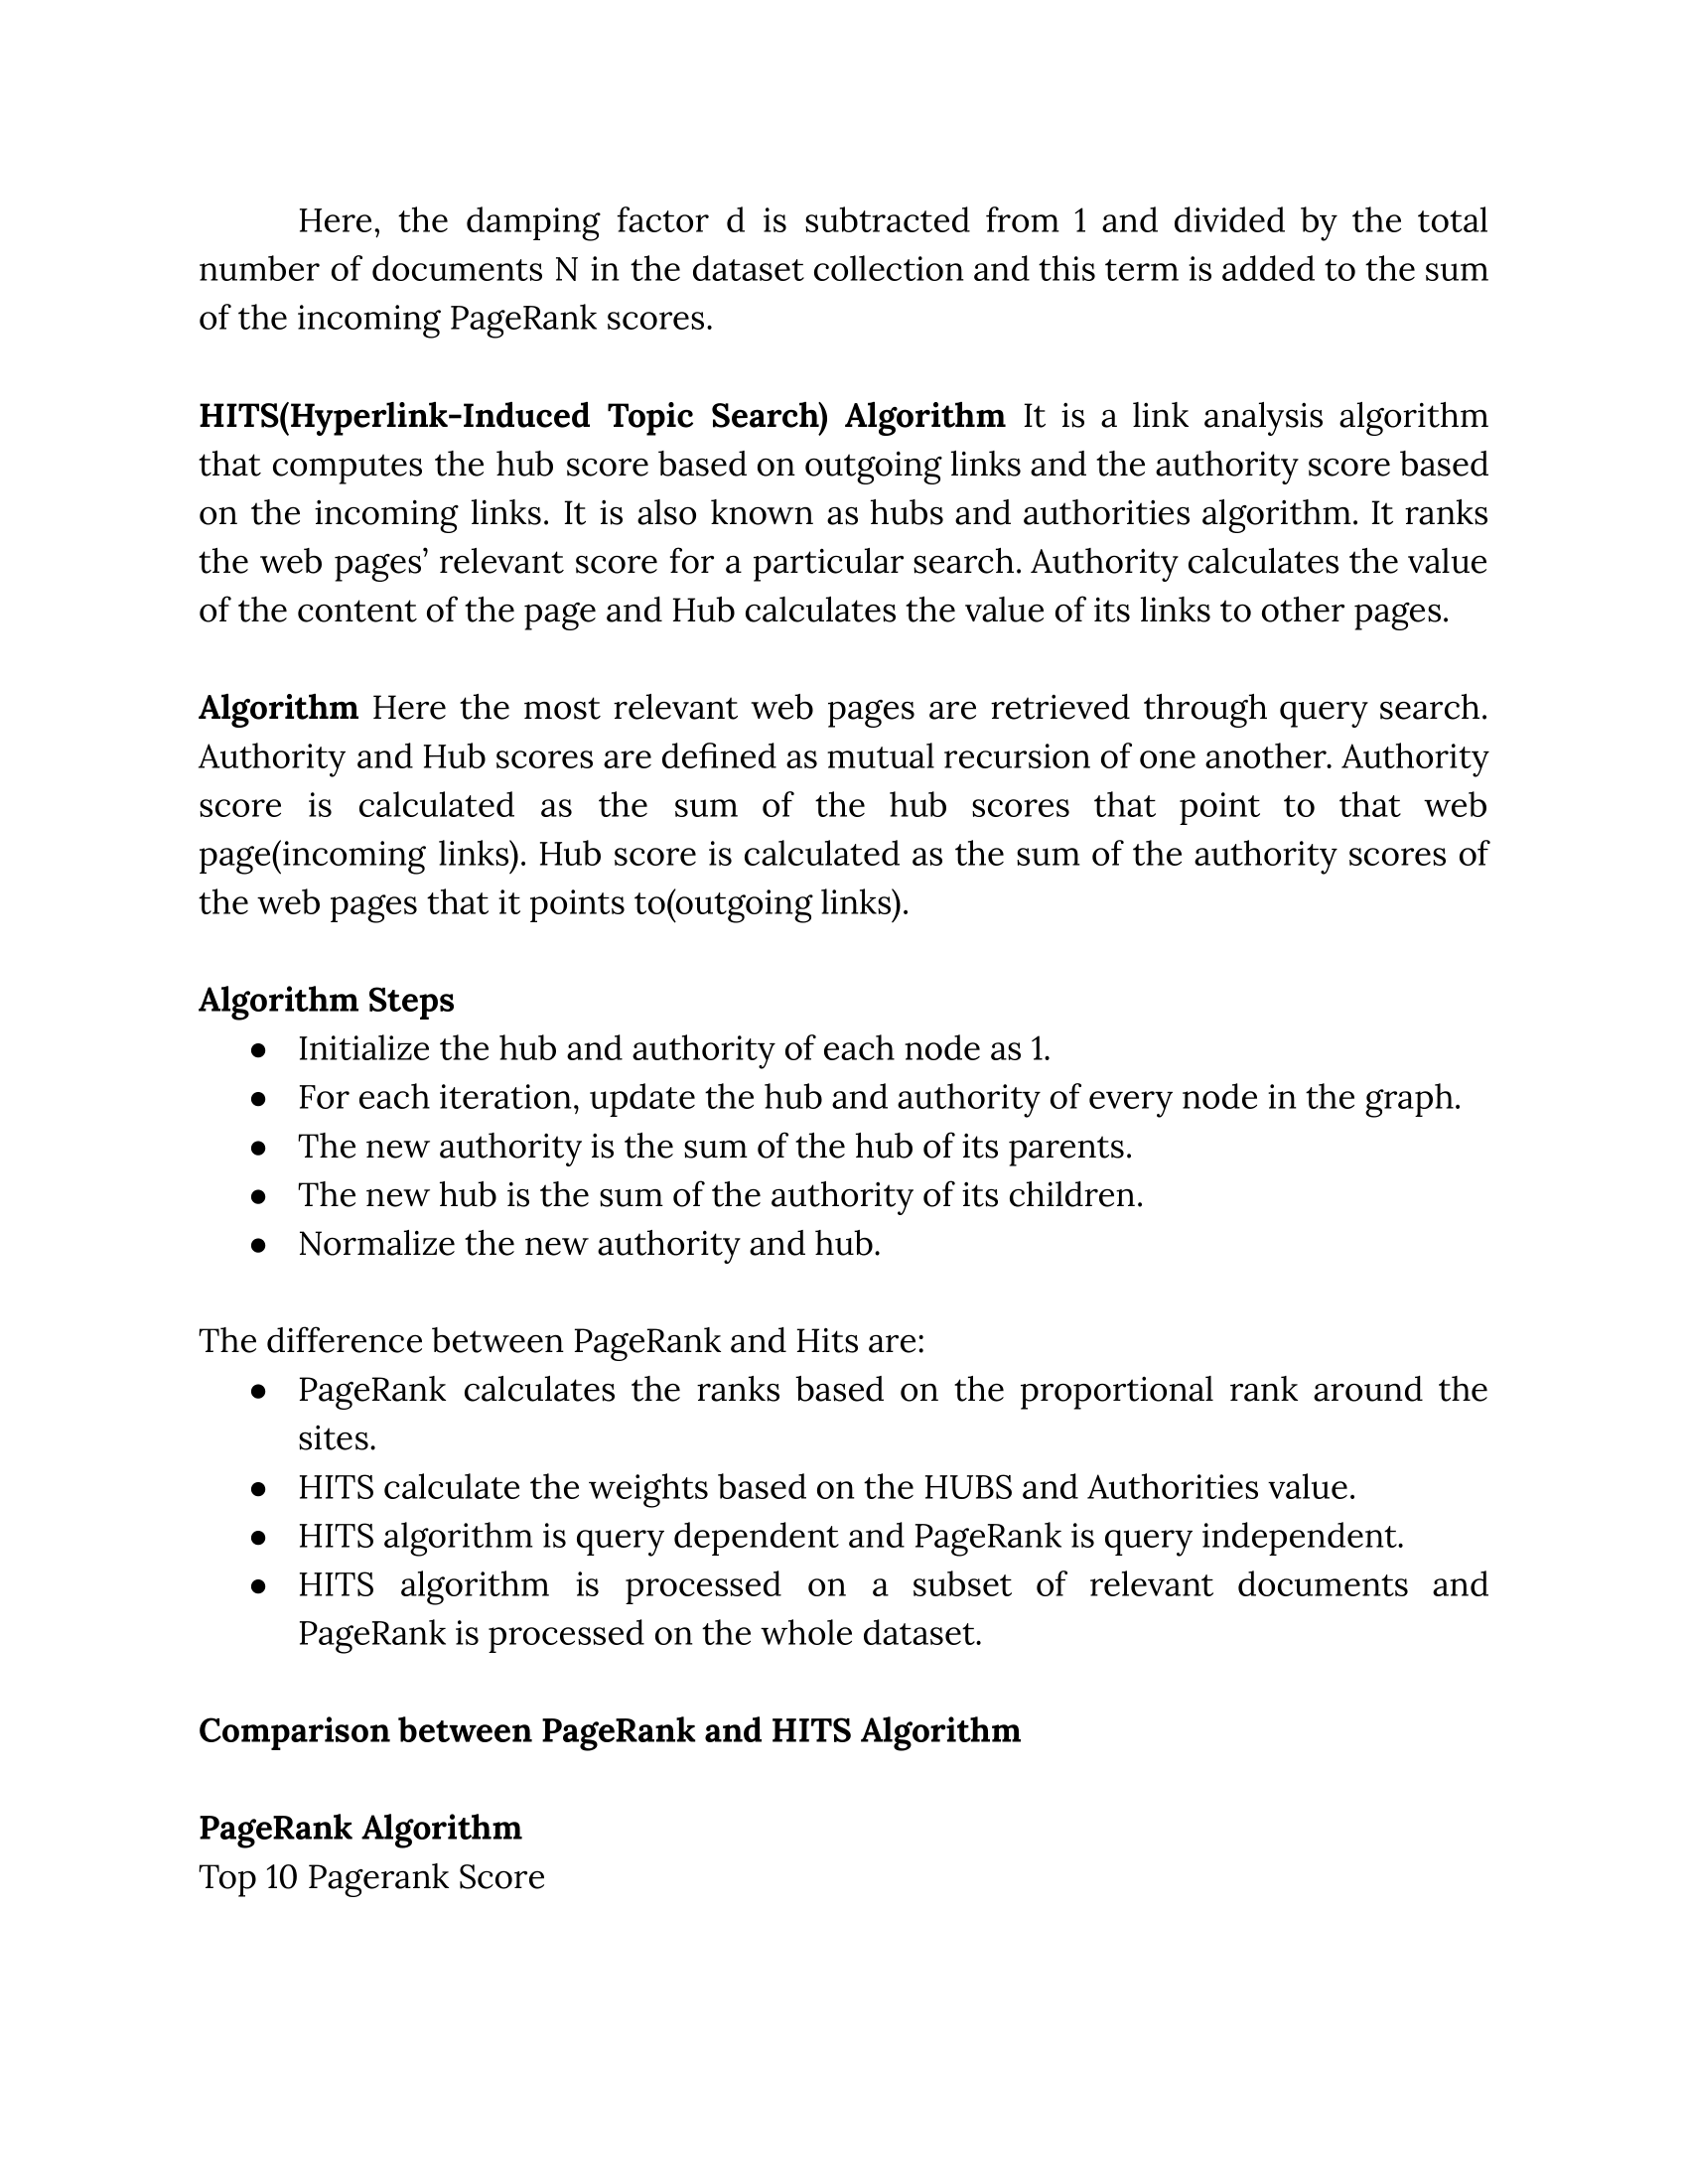 Here, the damping factor d is subtracted from 1 and divided by the total
number of documents N in the dataset collection and this term is added to the sum
of the incoming PageRank scores.
HITS(Hyperlink-Induced Topic Search) Algorithm It is a link analysis algorithm
that computes the hub score based on outgoing links and the authority score based
on the incoming links. It is also known as hubs and authorities algorithm. It ranks
the web pages’ relevant score for a particular search. Authority calculates the value
of the content of the page and Hub calculates the value of its links to other pages.
Algorithm Here the most relevant web pages are retrieved through query search.
Authority and Hub scores are defined as mutual recursion of one another. Authority
score is calculated as the sum of the hub scores that point to that web
page(incoming links). Hub score is calculated as the sum of the authority scores of
the web pages that it points to(outgoing links).
Algorithm Steps
● Initialize the hub and authority of each node as 1.
● For each iteration, update the hub and authority of every node in the graph.
● The new authority is the sum of the hub of its parents.
● The new hub is the sum of the authority of its children.
● Normalize the new authority and hub.
The difference between PageRank and Hits are:
● PageRank calculates the ranks based on the proportional rank around the
sites.
● HITS calculate the weights based on the HUBS and Authorities value.
● HITS algorithm is query dependent and PageRank is query independent.
● HITS algorithm is processed on a subset of relevant documents and
PageRank is processed on the whole dataset.
Comparison between PageRank and HITS Algorithm
PageRank Algorithm
Top 10 Pagerank Score